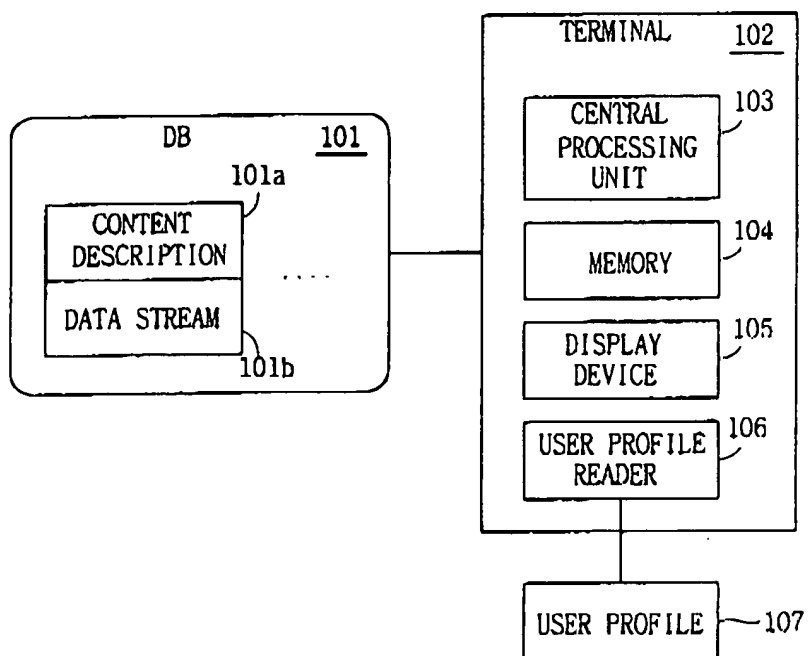 DB
101
101a
CONTENT
DESCRIPTION
DATA STREAM
101b
....
TERMINAL
102
CENTRAL
PROCESSING
UNIT
103
MEMORY
104
DISPLAY
DEVICE
105
USER PROFILE
READER
106
USER PROFILE
107